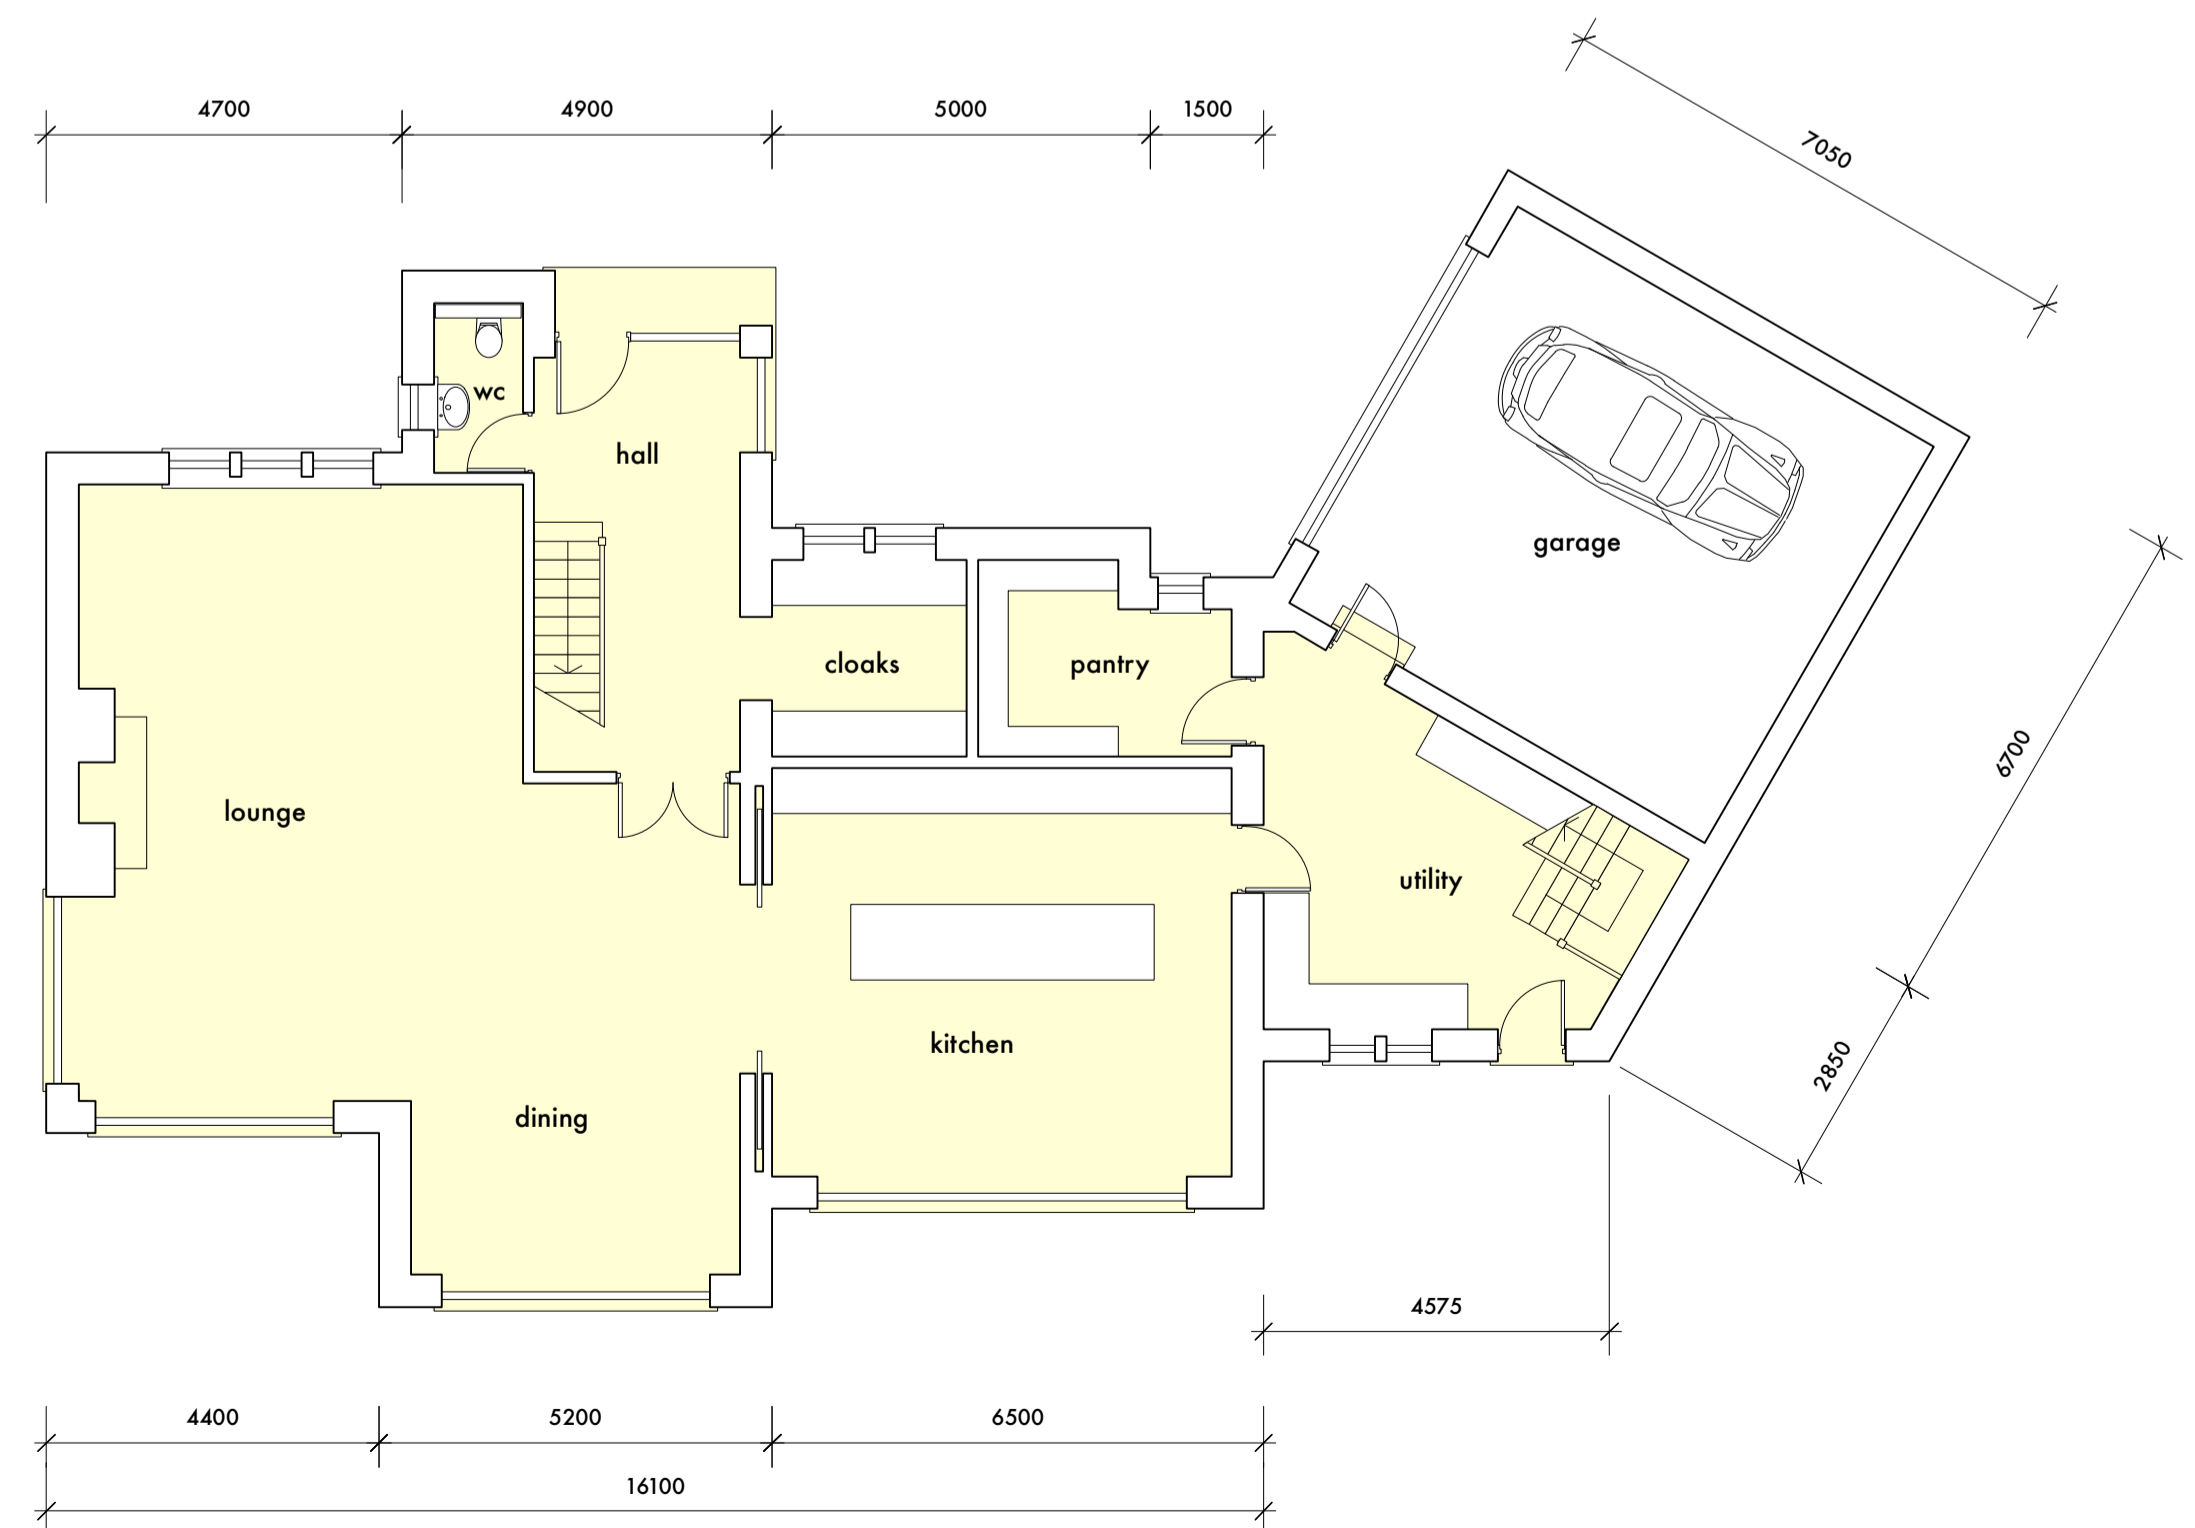 4700
4900
5000
1500
7050
wc
hall
garage
cloaks
pantry
6700
lounge
utility
kitchen
2850
dining
4575
4400
5200
6500
16100